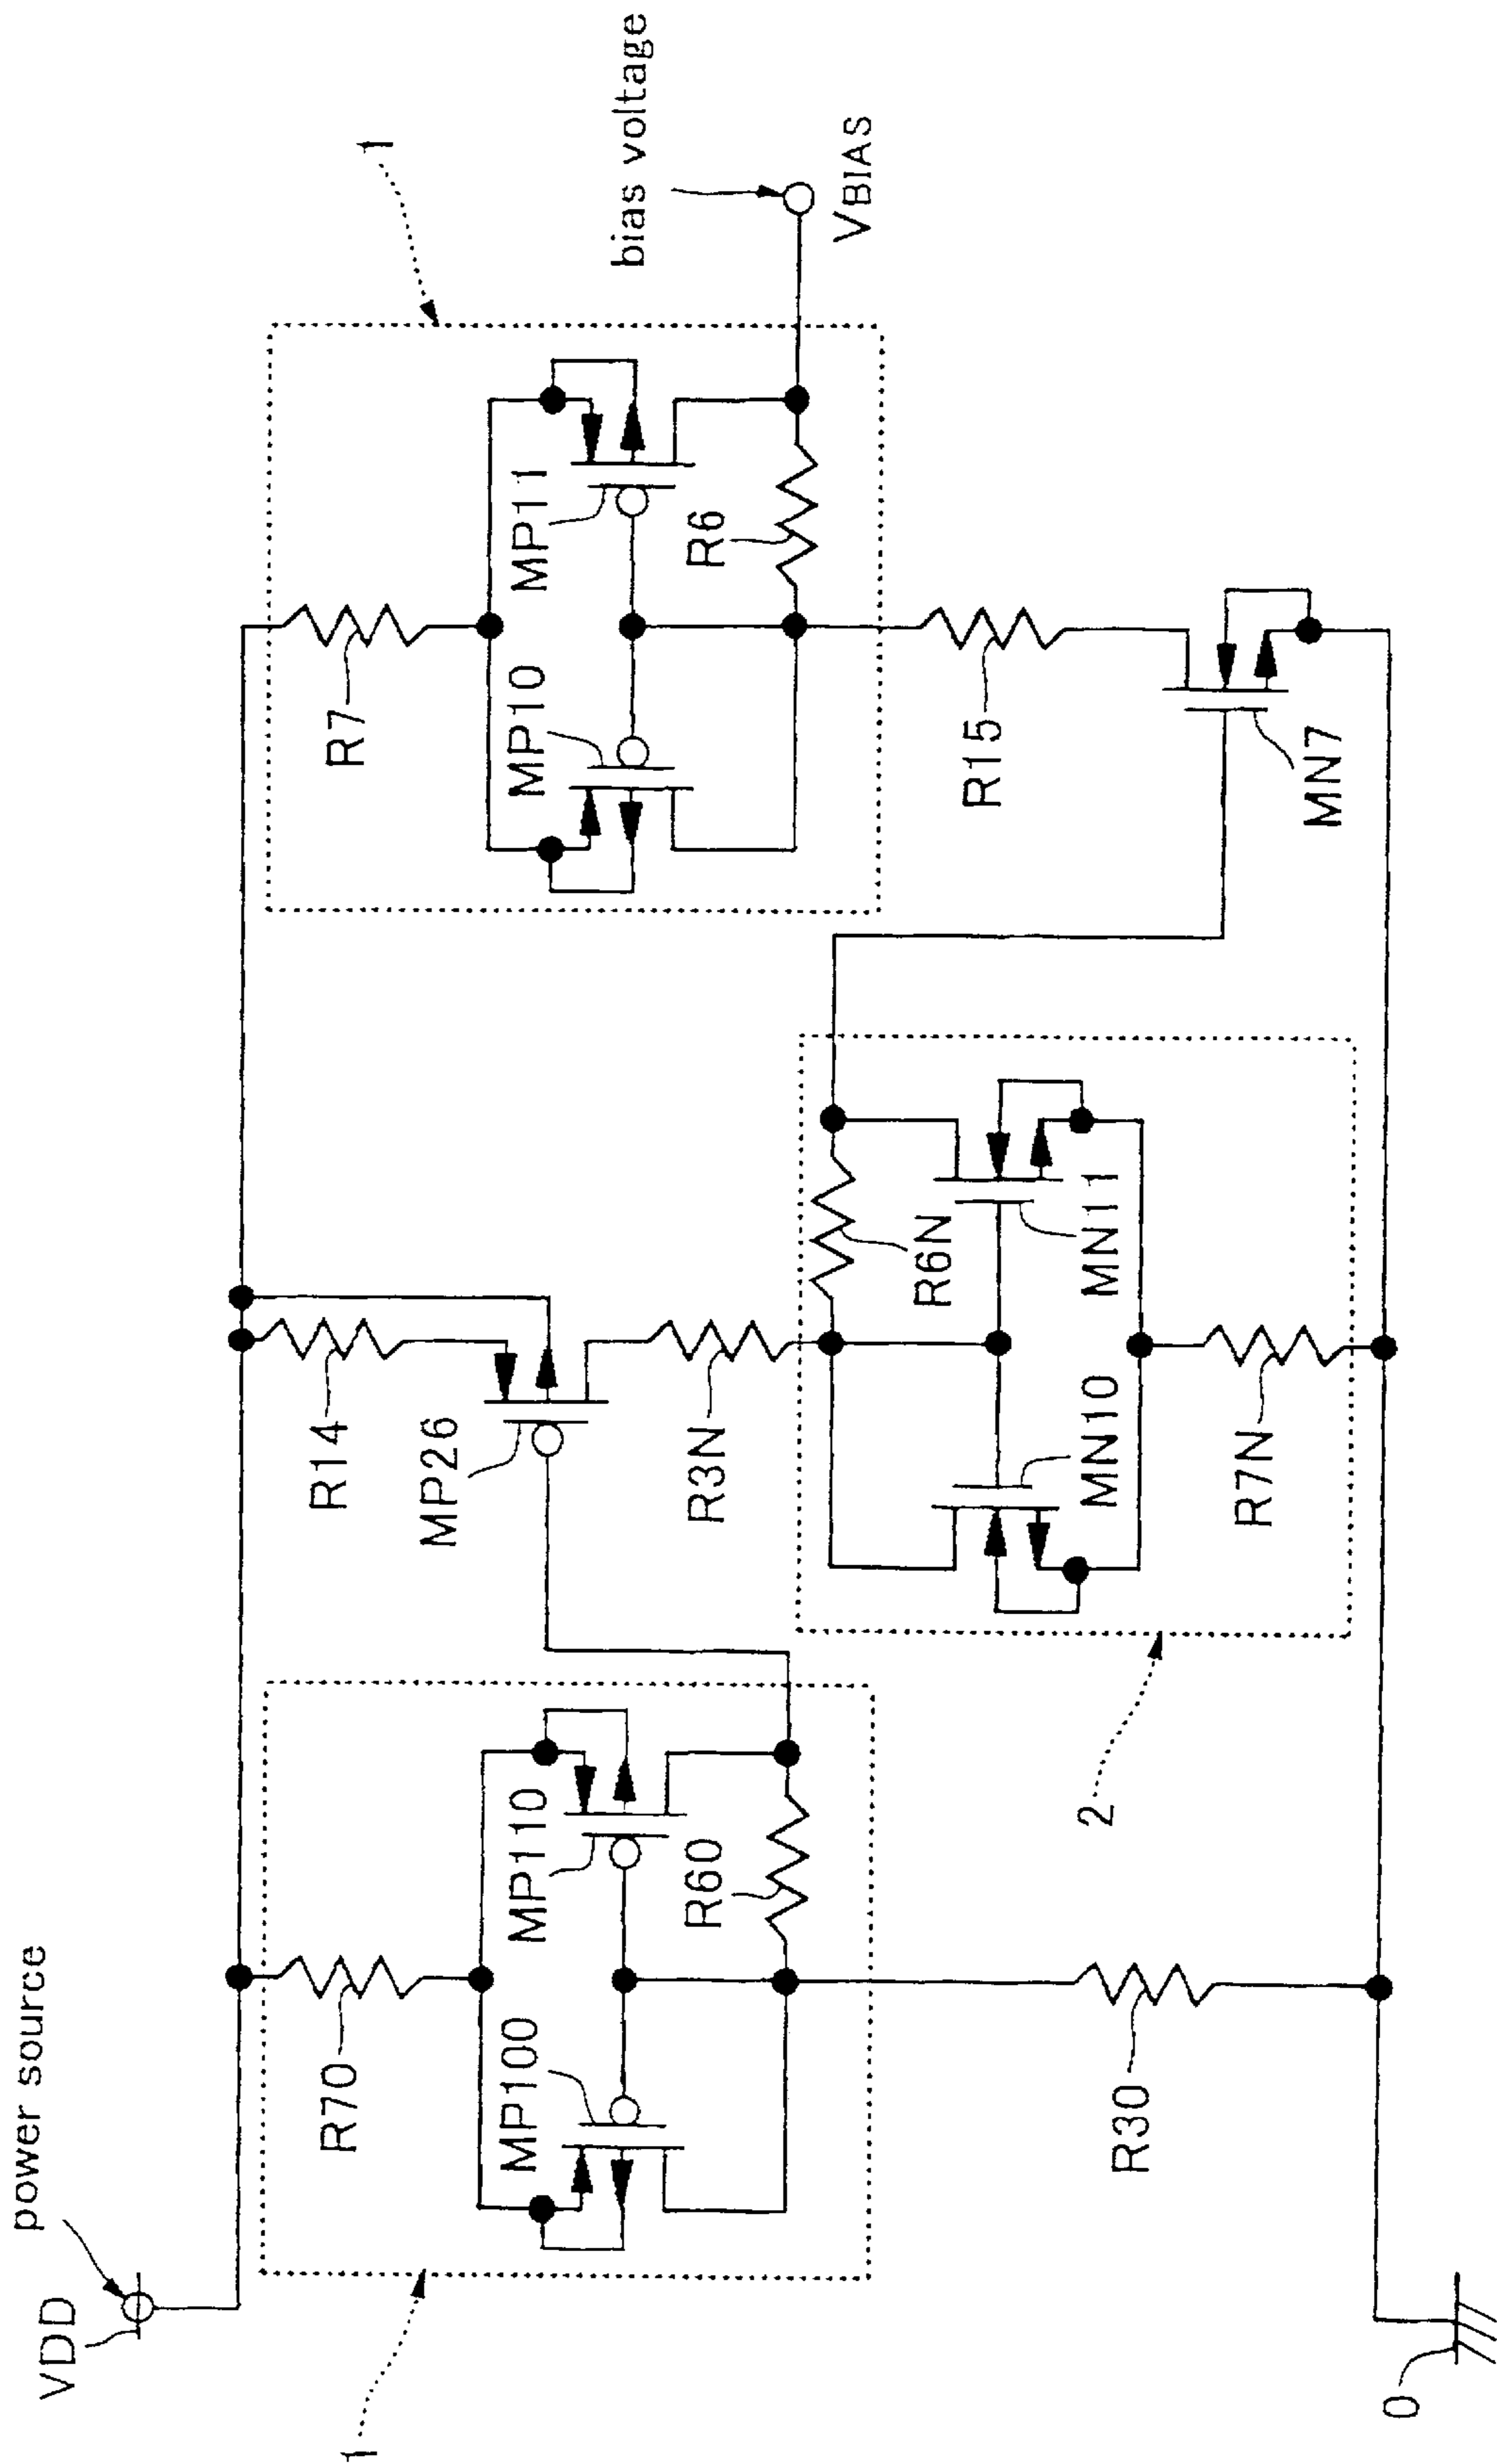 power source
VDD
1
R70
MP100
MP110
R60
R30
0
R14
MP26
R3N
R6N
MN10
MN11
R7N
2
1
R7
MP10
MP11
R6
R15
MN7
bias voltage
VBIAS